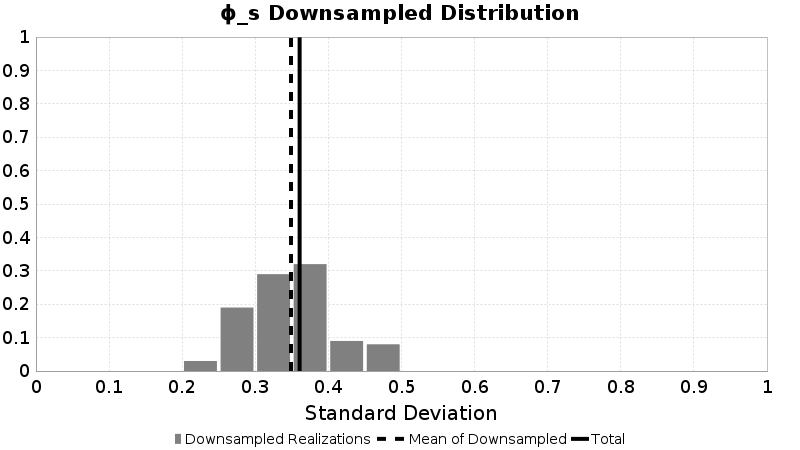 ϕ_s Downsampled Distribution
1
0.9
0.8
0.7
0.6
0.5
0.4
0.3
0.2
0.1
0
0 0.1 0.2 0.3 0.4 0.5 0.6 0.7 0.8 0.9 1
Standard Deviation
Downsampled Realizations Mean of Downsampled Total